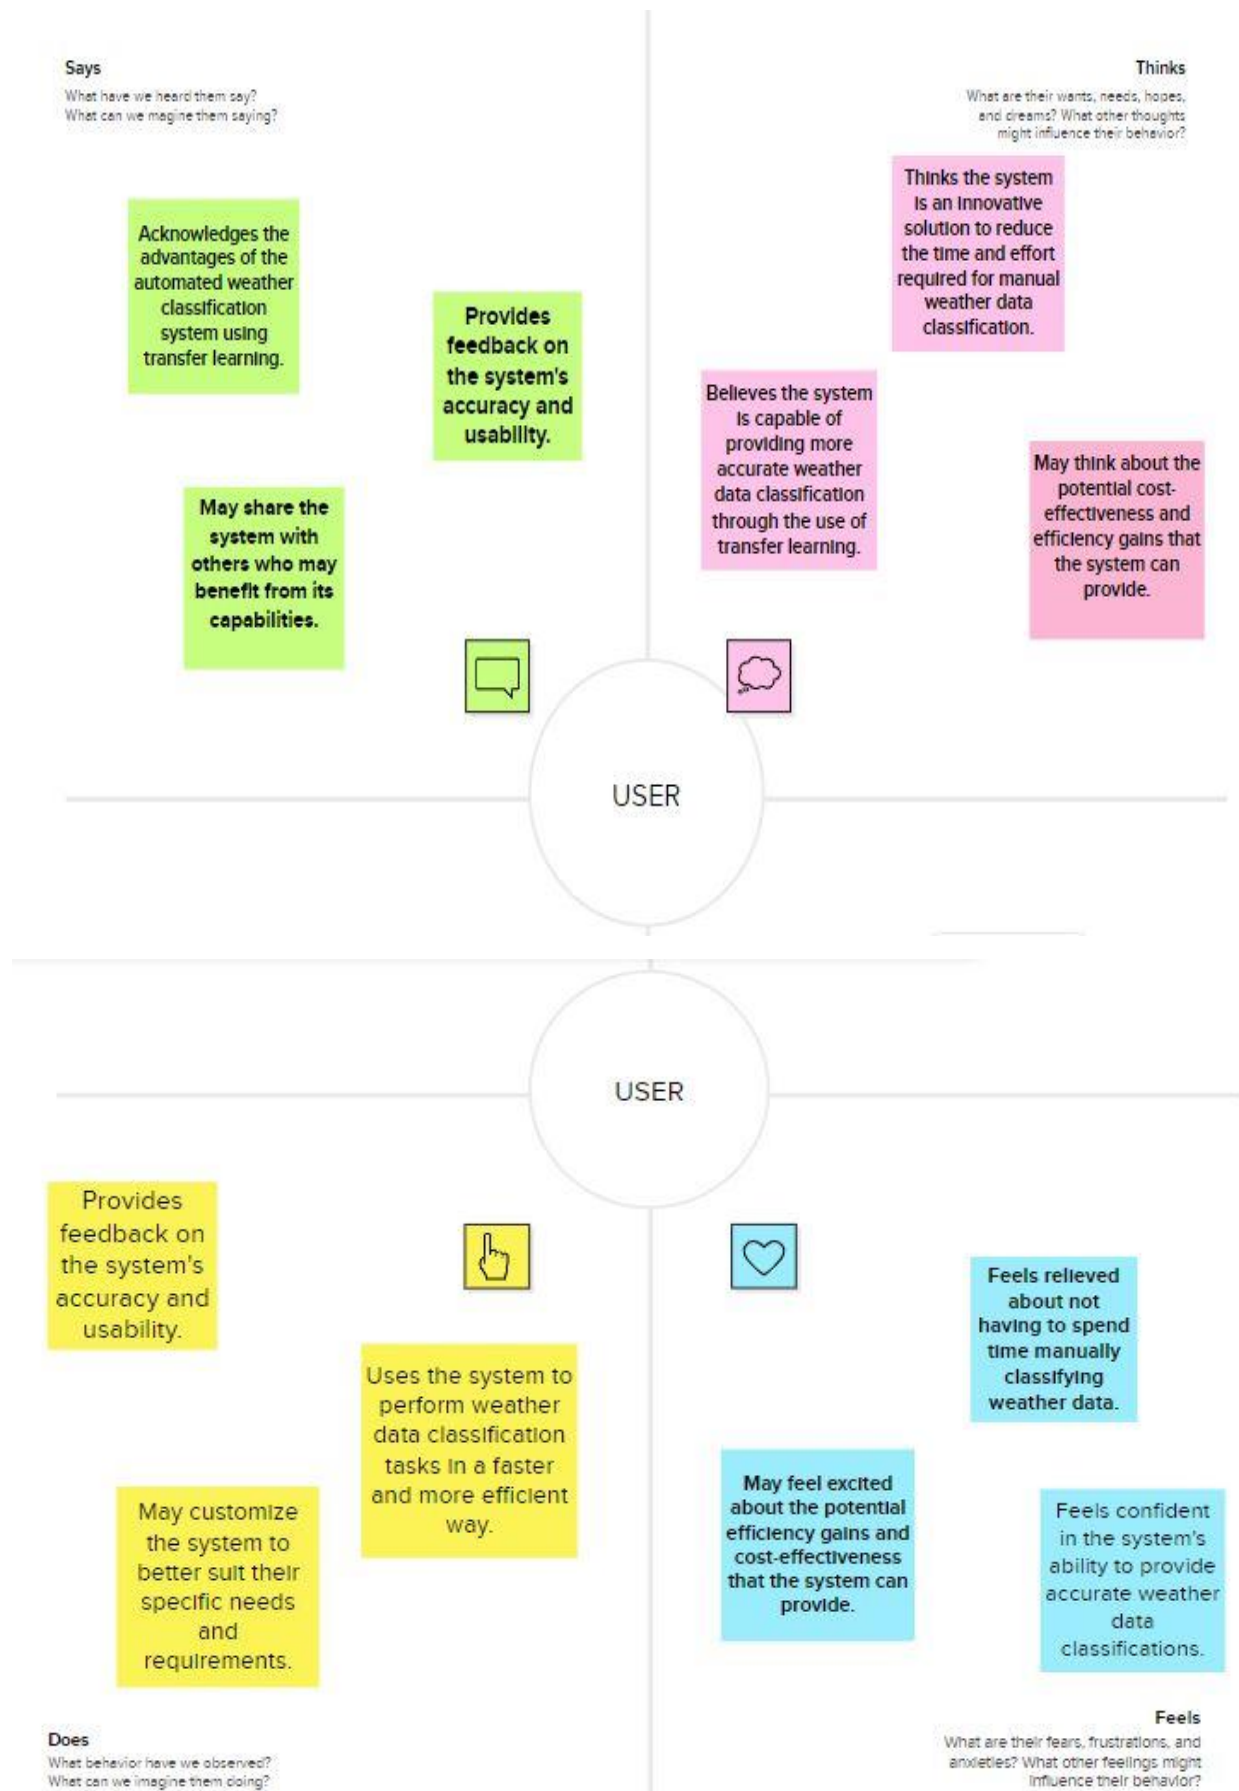 Says
What have we heard them say?
What can we magine them saying?
Thinks
What are their wants, needs, hopes,
and dreams? What other thoughts
might influence their behavior?
Acknowledges the
advantages of the
automated weather
classification
system using
transfer learning.
Provides
feedback on
the system's
accuracy and
usability.
May share the
system with
others who may
benefit from its
capabilities.
Thinks the system
is an innovative
solution to reduce
the time and effort
required for manual
weather data
classification.
Believes the system
is capable of
providing more
accurate weather
data classification
through the use of
transfer learning.
May think about the
potential cost-
effectiveness and
efficiency gains that
the system can
provide.
USER
USER
Provides
feedback on
the system's
accuracy and
usability.
Uses the system to
perform weather
data classification
tasks in a faster
and more efficient
way.
May customize
the system to
better suit their
specific needs
and
requirements.
Feels relieved
about not
having to spend
time manually
classifying
weather data.
May feel excited
about the potential
efficiency gains and
cost-effectiveness
that the system can
provide.
Feels confident
in the system's
ability to provide
accurate weather
data
classifications.
Does
What behavior have we observed?
What can we imagine them doing?
Feels
What are their fears, frustrations, and
anxieties? What other feelings might
influence their behavior?